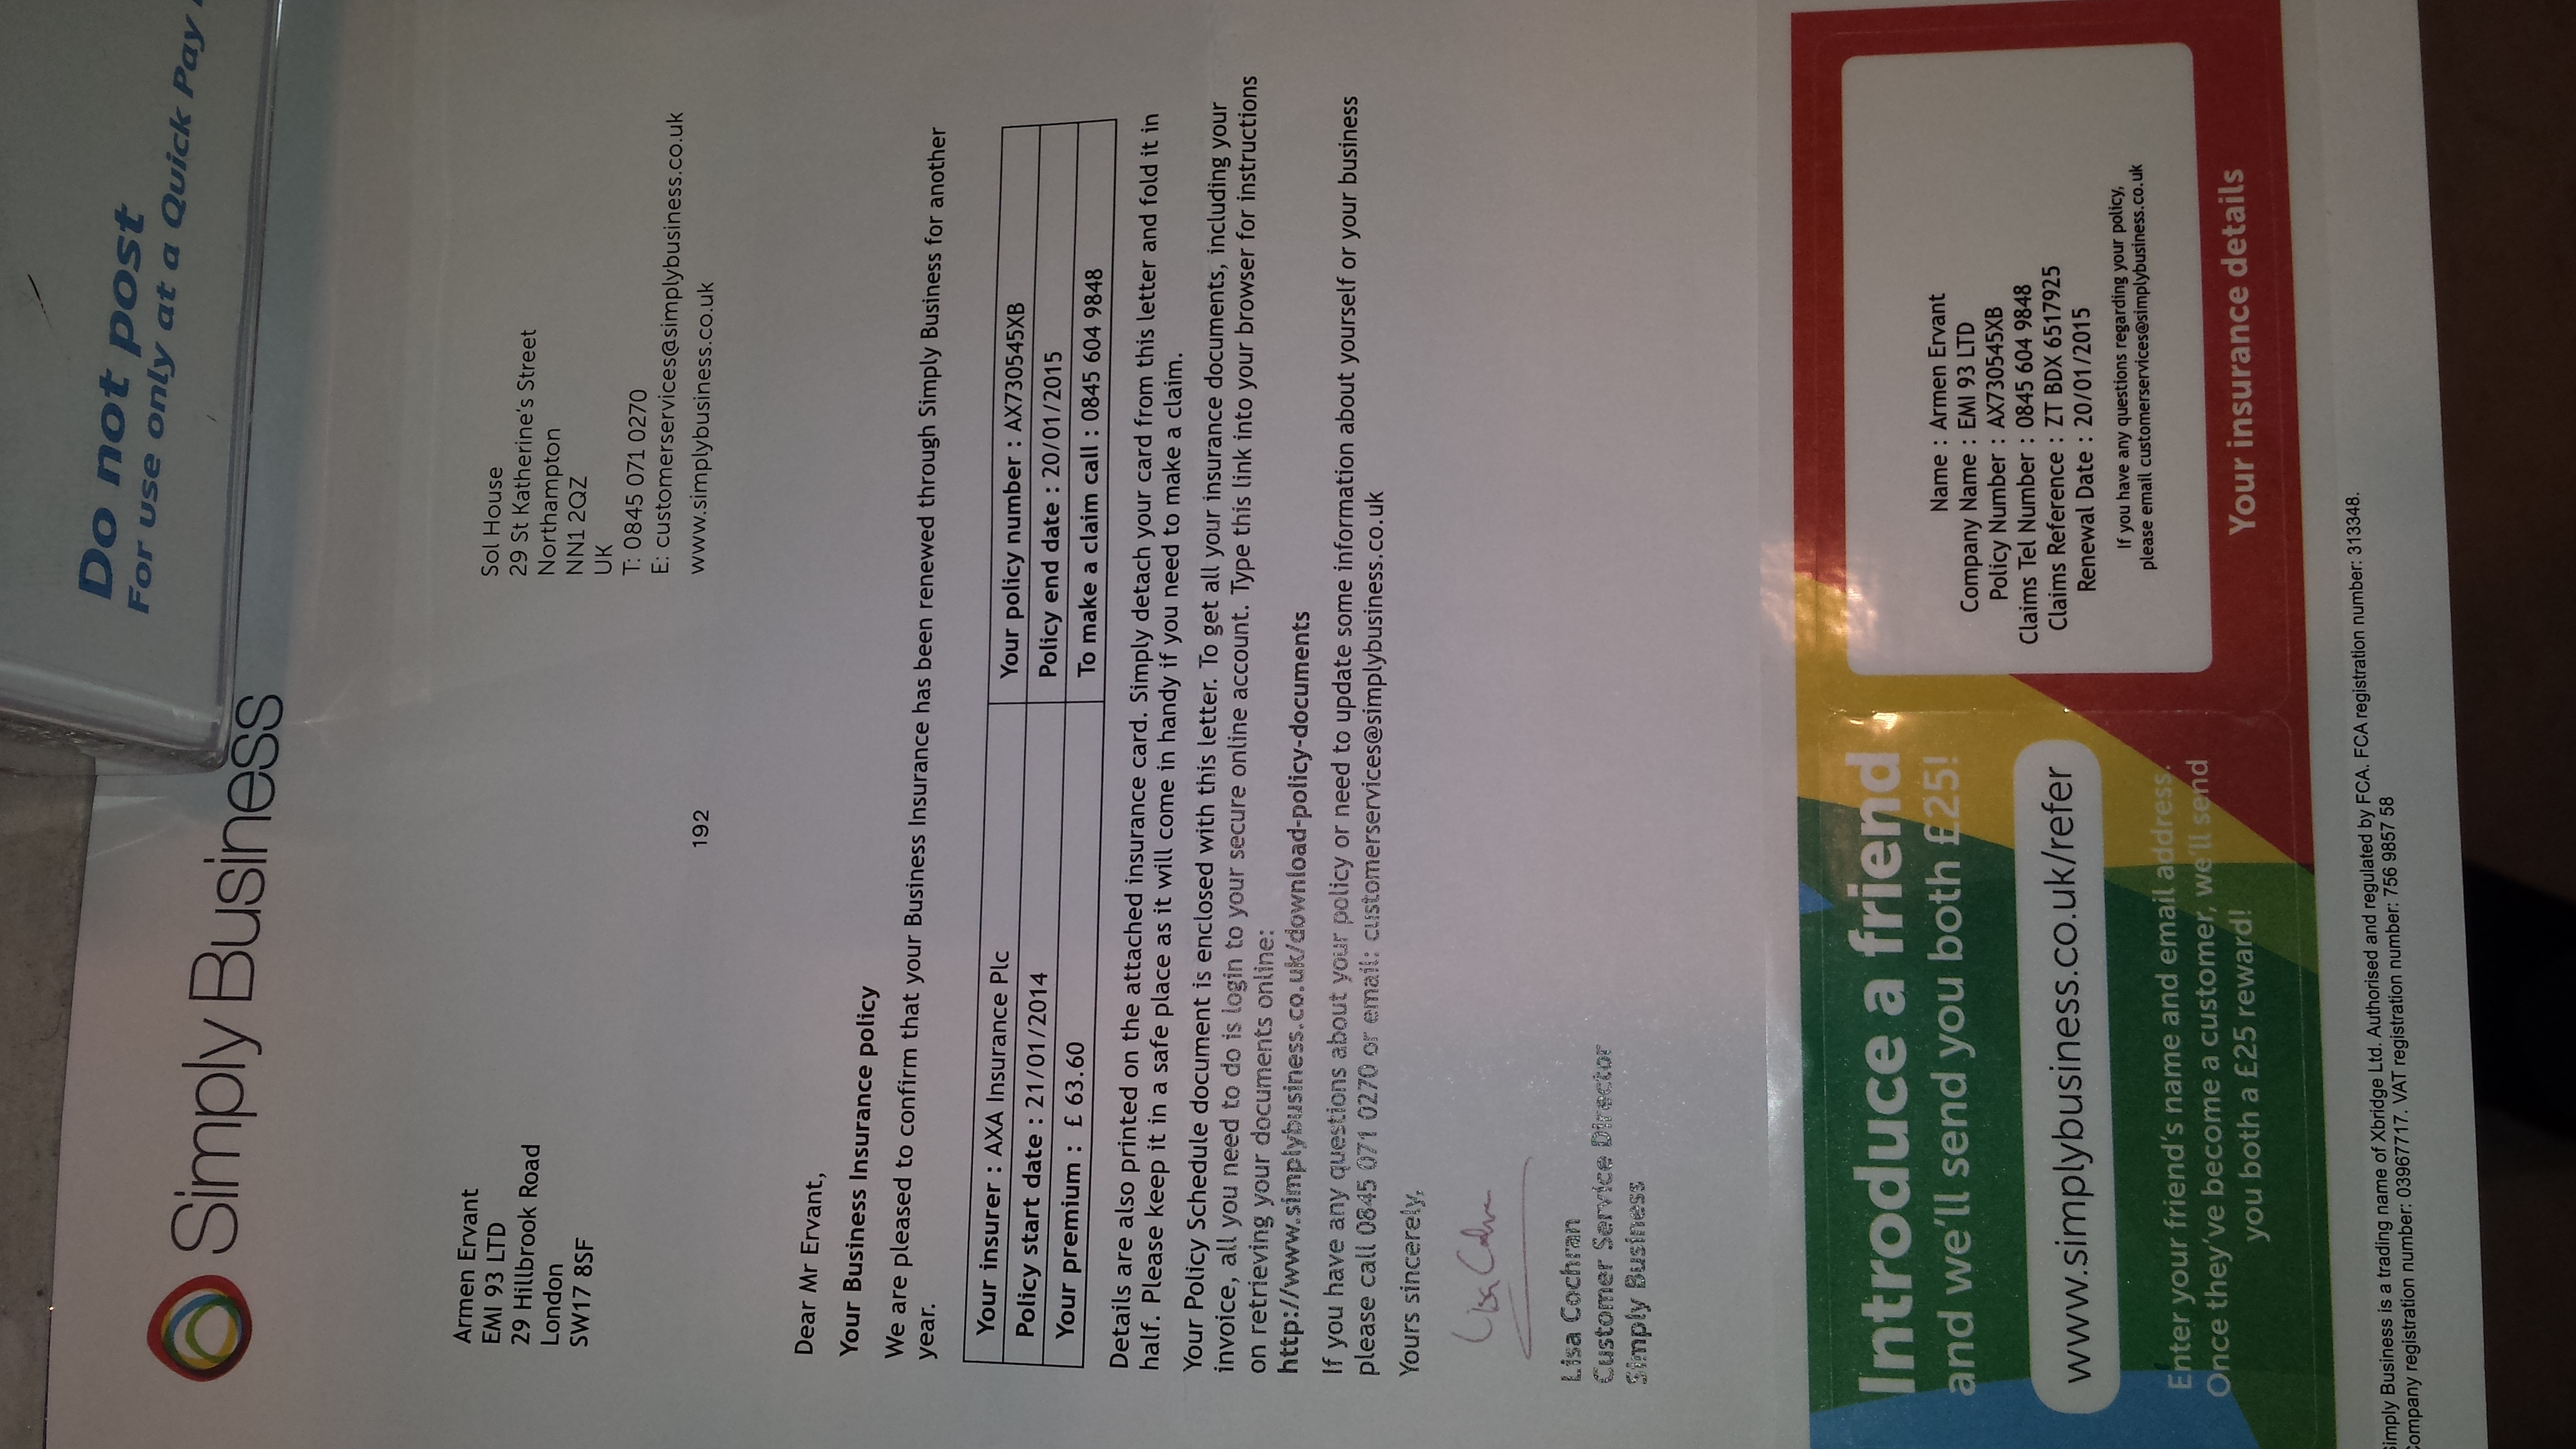 Do not post
For use only at a Quick Pay
Simply Business
Armen Ervant
EMI 93 LTD
29 Hillbrook Road
London
SW17 8SF
Sol House
29 St Katherine's Street
Northampton
NN1 2QZ
UK
T: 0845 071 0270
E: customerservices@simplybusiness.co.uk
www.simplybusiness.co.uk
192
Dear Mr Ervant,
Your Business Insurance policy
We are pleased to confirm that your Business Insurance has been renewed through Simply Business for another
year.
Your insurer : AXA Insurance Plc Your policy number : AX730545XB
Policy start date : 21/01/2014 Policy end date : 20/01/2015
Your premium : £ 63.60 To make a claim call : 0845 604 9848
Details are also printed on the attached insurance card. Simply detach your card from this letter and fold it in
half. Please keep it in a safe place as it will come in handy if you need to make a claim.
Your Policy Schedule document is enclosed with this letter. To get all your insurance documents, including your
invoice, all you need to do is login to your secure online account. Type this link into your browser for instructions
on retrieving your documents online:
http://www.simplybusiness.co.uk/download-policy-documents
If you have any questions about your policy or need to update some information about yourself or your business
please call 0845 071 0270 or email: customerservices@simplybusiness.co.uk
Yours sincerely,
Lisa Cochran
Lisa Cochran
Customer Service Director
Simply Business
Introduce a friend
and we'll send you both £25!
www.simplybusiness.co.uk/refer
Enter your friend's name and email address.
Once they've become a customer, we'll send
you both a £25 reward!
Name : Armen Ervant
Company Name : EMI 93 LTD
Policy Number : AX730545XB
Claims Tel Number : 0845 604 9848
Claims Reference : ZT BDX 6517925
Renewal Date : 20/01/2015
If you have any questions regarding your policy,
please email customerservices@simplybusiness.co.uk
Your insurance details
Simply Business is a trading name of Xbridge Ltd. Authorised and regulated by FCA. FCA registration number: 313348.
Company registration number: 03967717. VAT registration number: 756 9857 58